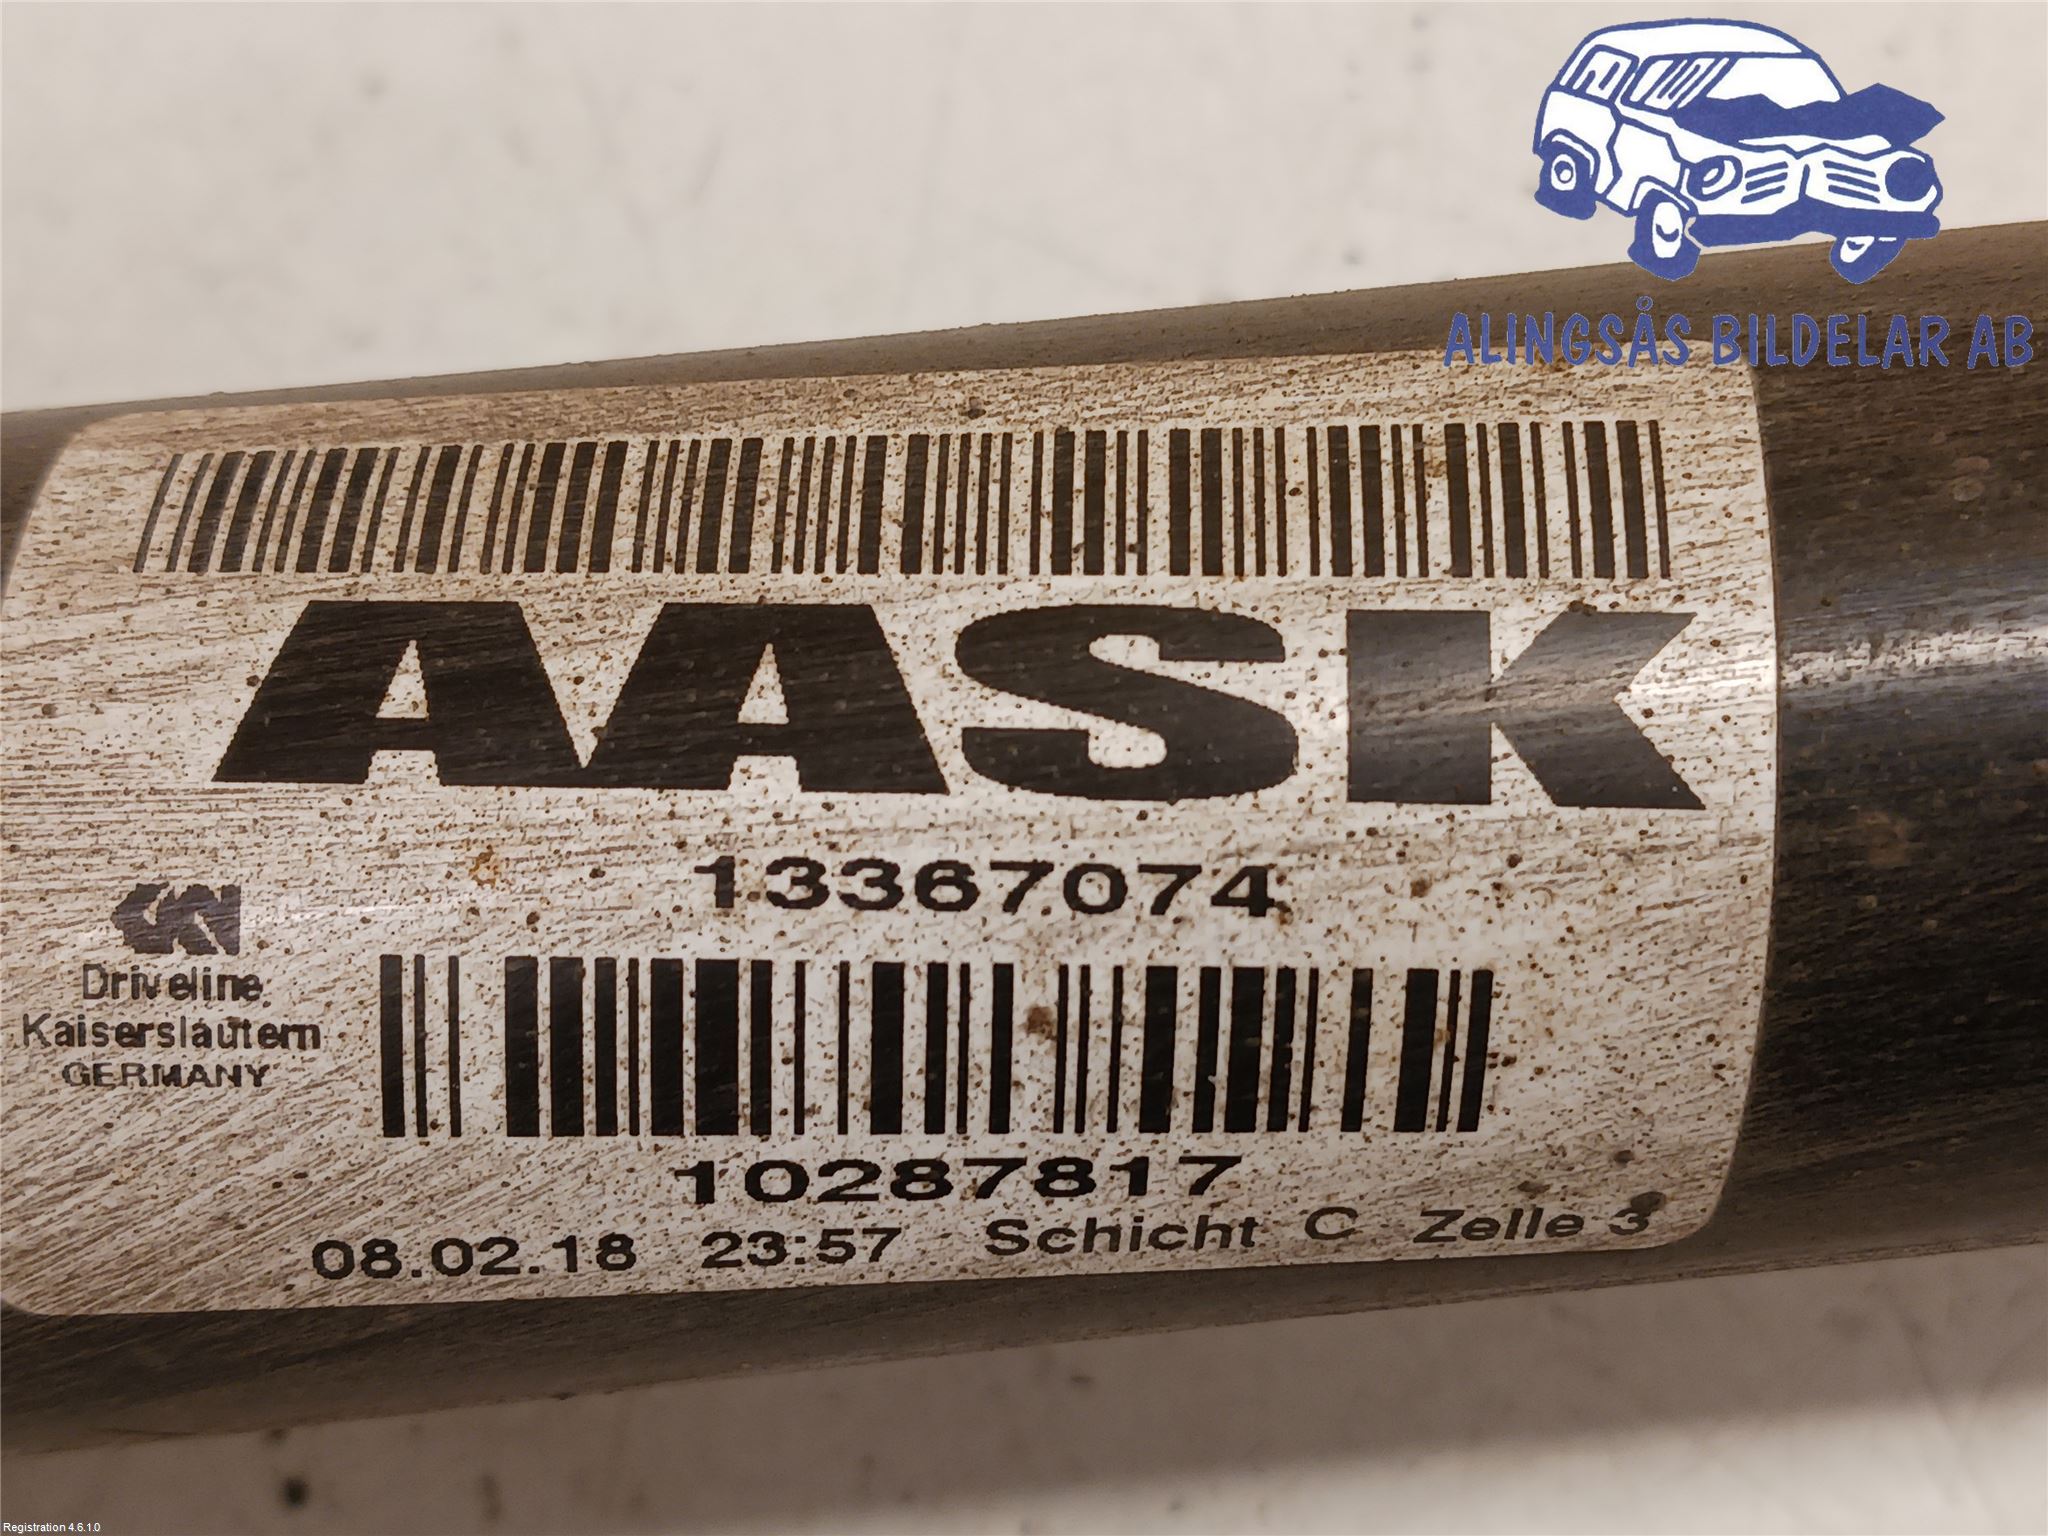 ALINGSÅS BILDELAR AB
AASK
13367074
Driveline
Kaiserslautern
GERMANY
10287817
08.02.18 23:57 Schicht C Zelle 3
Registration 4.6.1.0